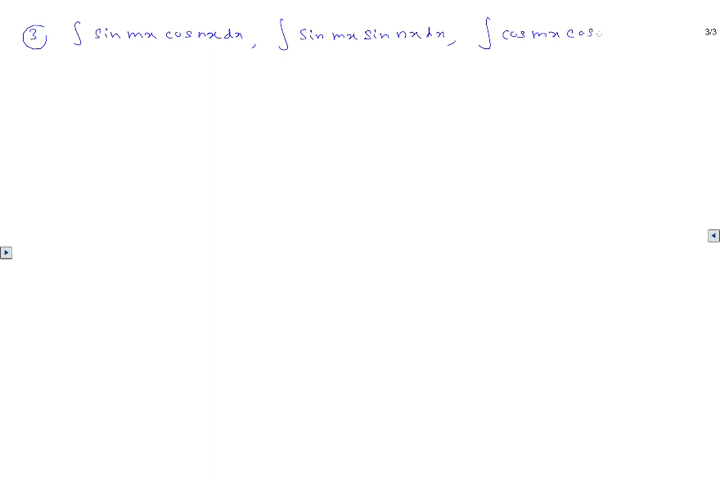 ③ ∫ sin mx cos nx dx, ∫ sin mx sin nx dx, ∫ cos mx cos
3/3